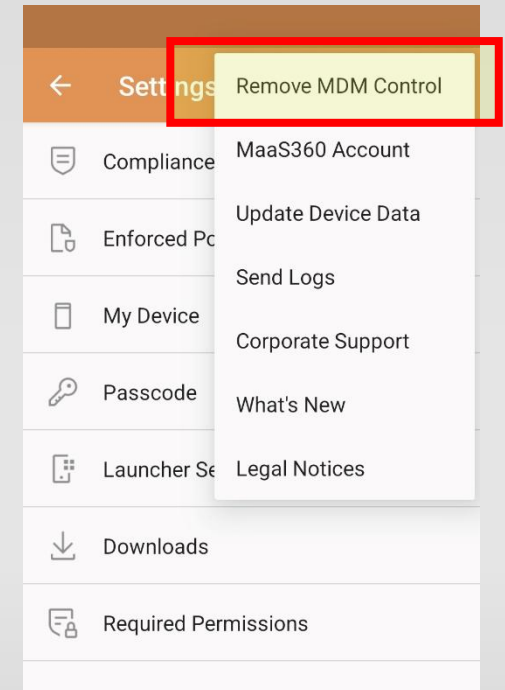 Settings
Remove MDM Control
MaaS360 Account
Update Device Data
Send Logs
Corporate Support
What's New
Legal Notices
Compliance
Enforced Po
My Device
Passcode
Launcher Se
Downloads
Required Permissions